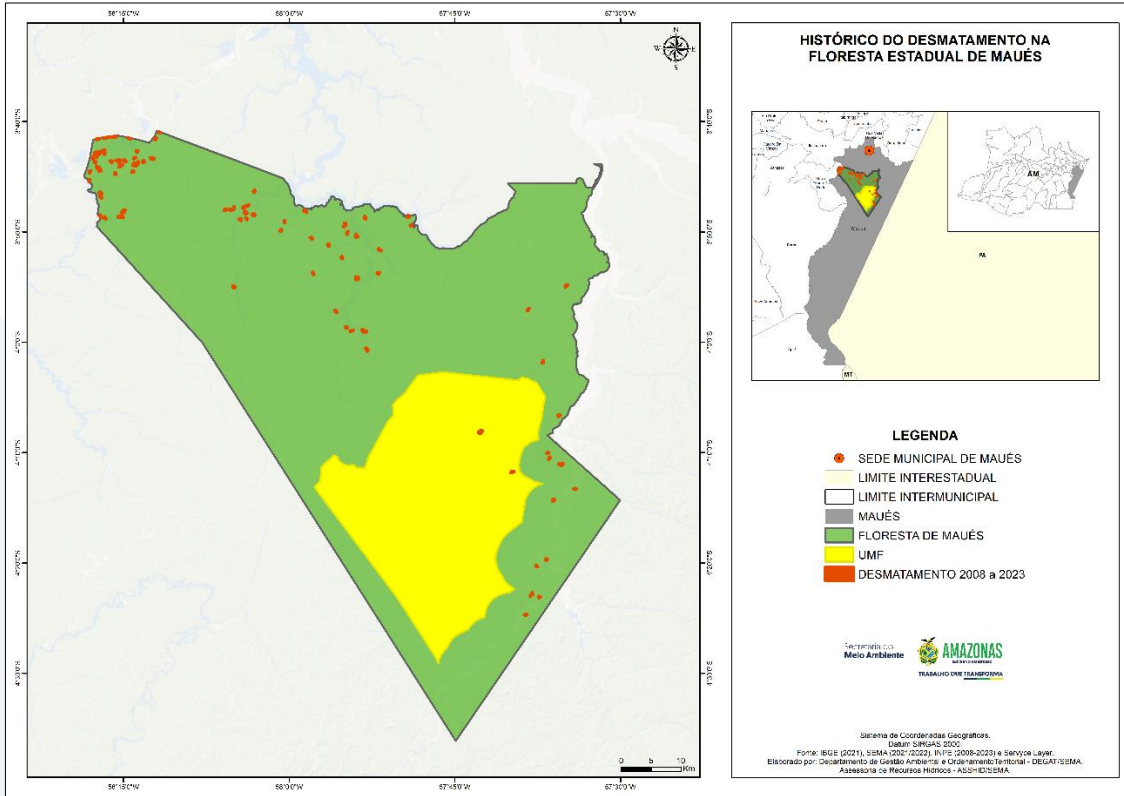 58°15'0"W
58°0'0"W
57°45'0"W
57°30'0"W
N
W E
S
0 5 10
Km
HISTÓRICO DO DESMATAMENTO NA
FLORESTA ESTADUAL DE MAUÉS
AM
PA
MT
LEGENDA
SEDE MUNICIPAL DE MAUÉS
LIMITE INTERESTADUAL
LIMITE INTERMUNICIPAL
MAUÉS
FLORESTA DE MAUÉS
UMF
DESMATAMENTO 2008 a 2023
Secretaria do
Meio Ambiente
AMAZONAS
TRABALHO QUE TRANSFORMA
Sistema de Coordenadas Geográficas.
Datum SIRGAS 2000.
Fonte: IBGE (2021), SEMA (2021/2022), INPE (2008-2023) e Servyce Layer.
Elaborado por: Departamento de Gestão Ambiental e OrdenamentoTerritorial - DEGAT/SEMA.
Assessoria de Recursos Hídricos - ASSHID/SEMA.